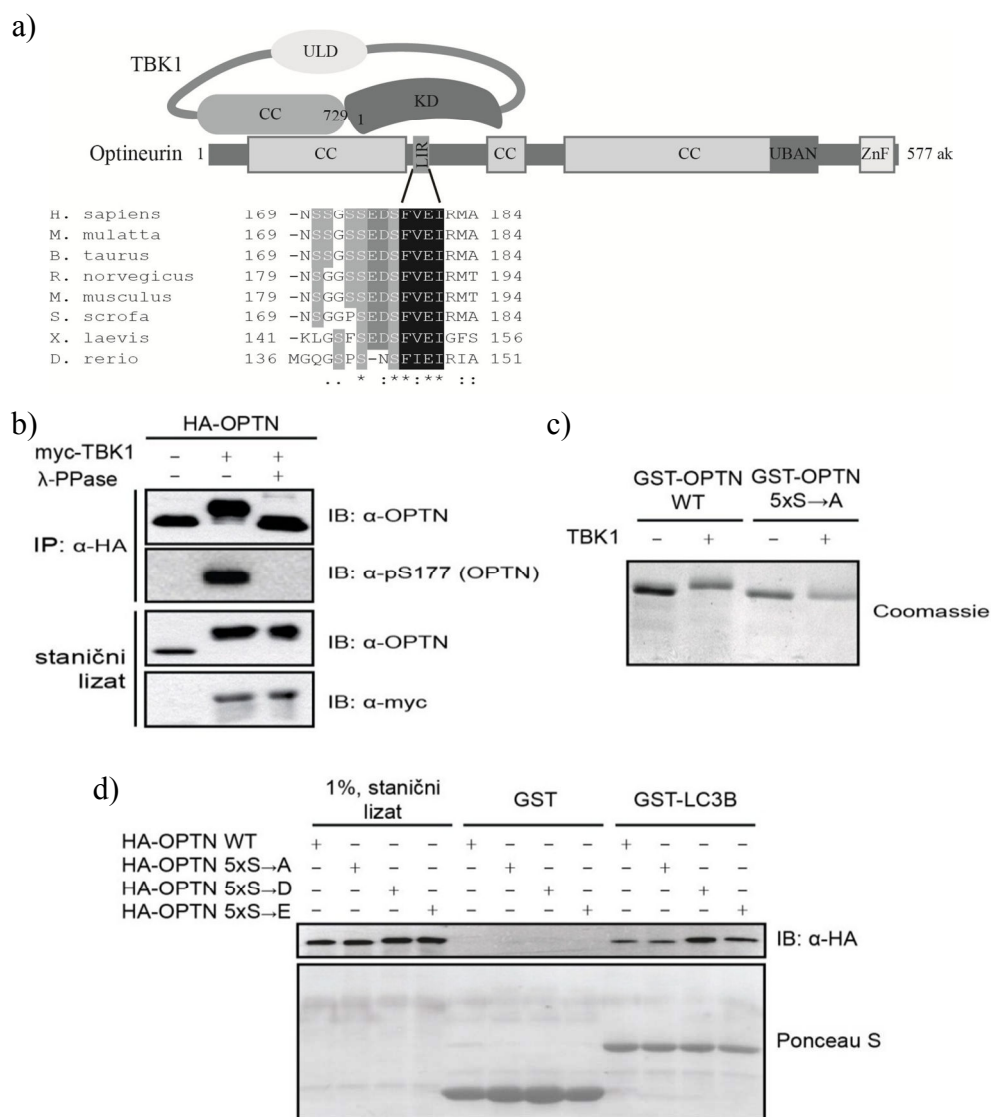 a)
ULD
TBK1
CC
729
1
KD
Optineurin 1
CC
LIR
CC
CC
UBAN
ZnF
577 ak
H. sapiens 169 -NSSGSSEDSFVEIRMA 184
M. mulatta 169 -NSSGSSEDSFVEIRMA 184
B. taurus 169 -NSSGSSEDSFVEIRMA 184
R. norvegicus 179 -NSGGSSEDSFVEIRMT 194
M. musculus 179 -NSGGSSEDSFVEIRMT 194
S. scrofa 169 -NSGGPSEDSFVEIRMA 184
X. laevis 141 -KLGSFSEDSFVEIGFS 156
D. rerio 136 MGQGSPS-NSFIEIRIA 151
.. * :**:** ::
b)
HA-OPTN
myc-TBK1 – + +
λ-PPase – – +
IP: α-HA
IB: α-OPTN
IB: α-pS177 (OPTN)
stanični
lizat
IB: α-OPTN
IB: α-myc
c)
GST-OPTN
WT
GST-OPTN
5xS→A
TBK1 – + – +
Coomassie
d)
1%, stanični
lizat
GST
GST-LC3B
HA-OPTN WT + – – – + – – – + – – –
HA-OPTN 5xS→A – + – – – + – – – + – –
HA-OPTN 5xS→D – – + – – – + – – – + –
HA-OPTN 5xS→E – – – + – – – + – – – +
IB: α-HA
Ponceau S